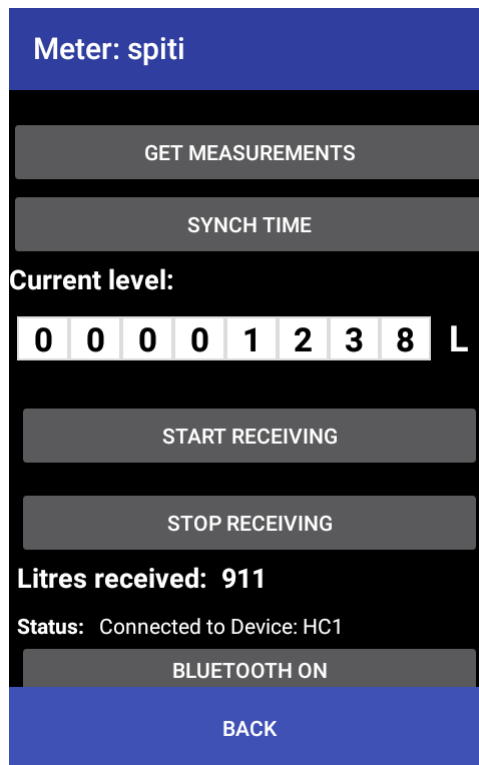 Meter: spiti
GET MEASUREMENTS
SYNCH TIME
Current level:
0 0 0 0 1 2 3 8 L
START RECEIVING
STOP RECEIVING
Litres received: 911
Status: Connected to Device: HC1
BLUETOOTH ON
BACK